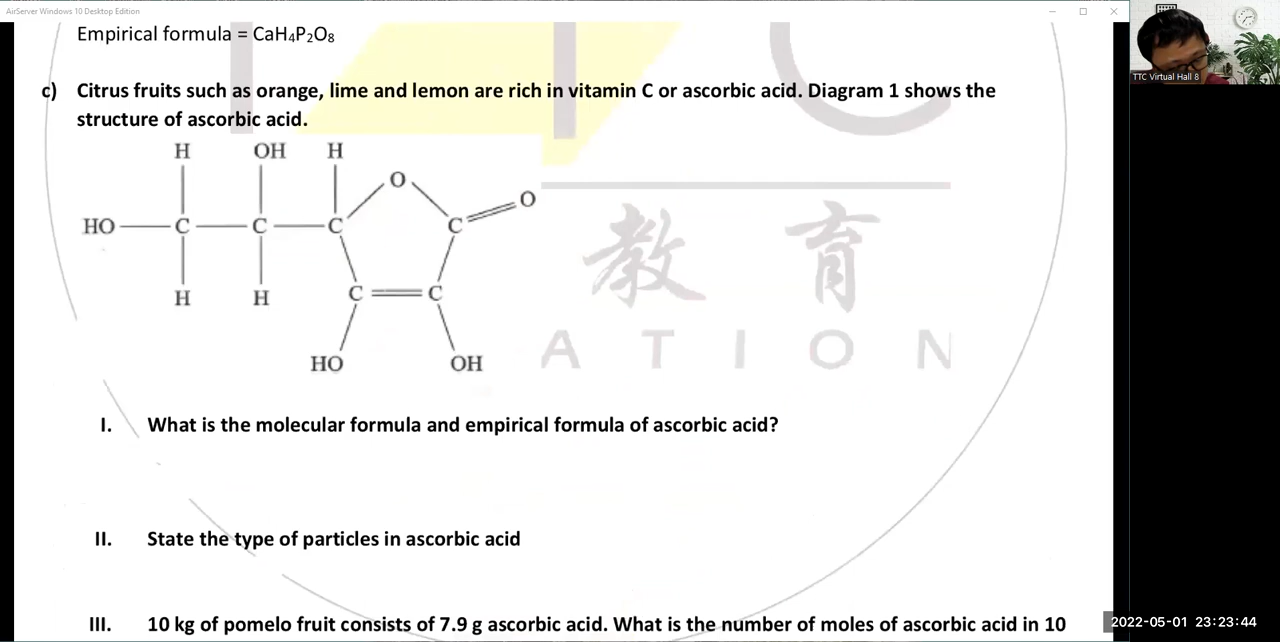 AirServer Windows 10 Desktop Edition
TTC Virtual Hall 8
Empirical formula = CaH₄P₂O₈
c) Citrus fruits such as orange, lime and lemon are rich in vitamin C or ascorbic acid. Diagram 1 shows the
structure of ascorbic acid.
H OH H
O
O
HO C C C C
H H C C
HO OH
教育
ATION
I. What is the molecular formula and empirical formula of ascorbic acid?
II. State the type of particles in ascorbic acid
III. 10 kg of pomelo fruit consists of 7.9 g ascorbic acid. What is the number of moles of ascorbic acid in 10
2022-05-01 23:23:44